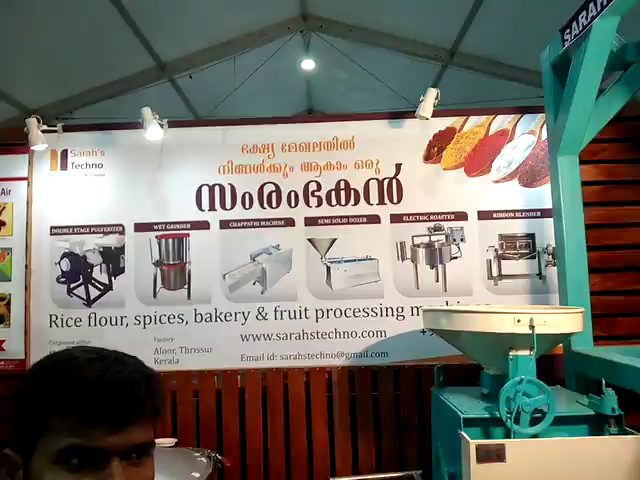 SARAH
Air
Sarah's
Techno
ഭക്ഷ്യ മേഖലയിൽ
നിങ്ങൾക്കും ആകാം ഒരു
സംരംഭകൻ
DOUBLE STAGE PULVERIZER
WET GRINDER
CHAPPATHI MACHINE
SEMI SOLID DOZER
ELECTRIC ROASTER
RIBBON BLENDER
Rice flour, spices, bakery & fruit processing
Corporate office
Factory
Aloor, Thrissur
Kerala
www.sarahstechno.com
Email id: sarahstechno@gmail.com